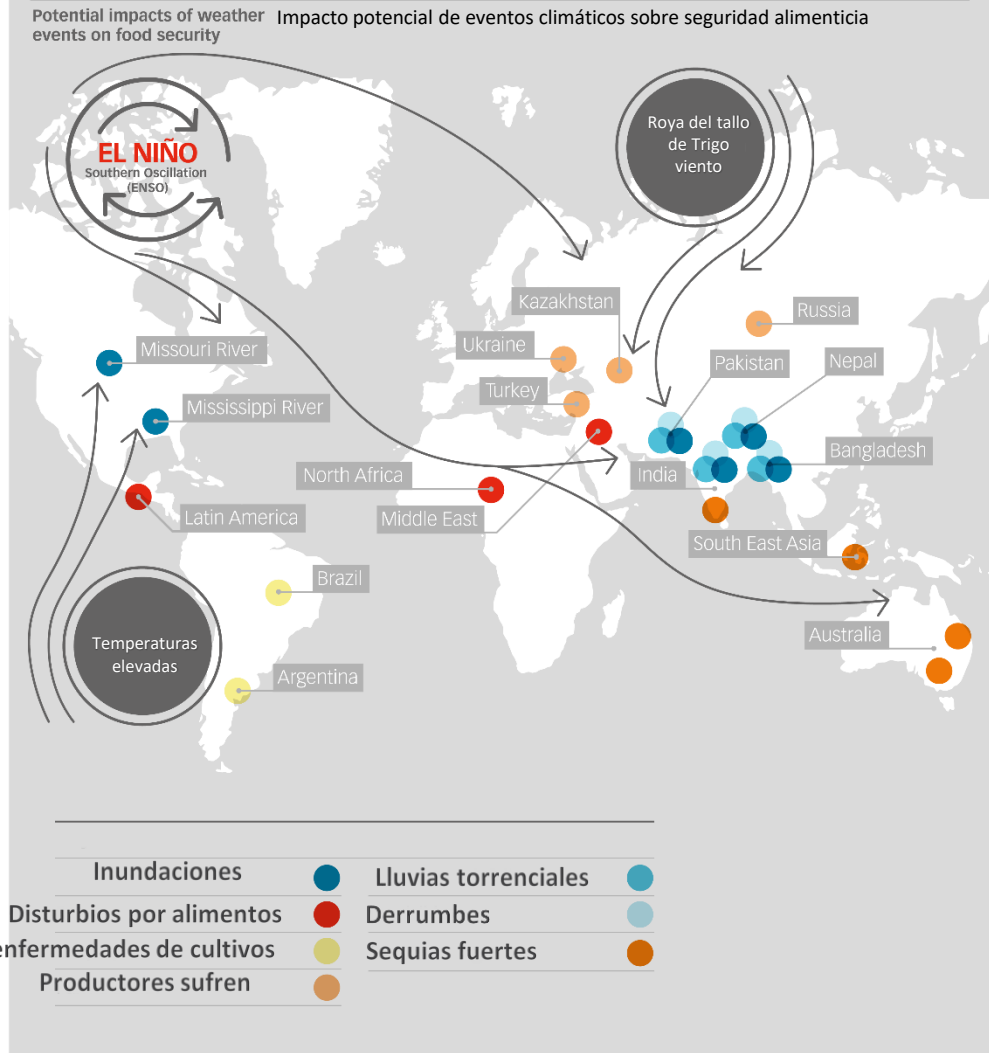 Potential impacts of weather
events on food security
Impacto potencial de eventos climáticos sobre seguridad alimenticia
EL NIÑO
Southern Oscillation
(ENSO)
Roya del tallo
de Trigo
viento
Kazakhstan
Russia
Missouri River
Ukraine
Pakistan
Nepal
Turkey
Mississippi River
Bangladesh
North Africa
India
Latin America
Middle East
South East Asia
Brazil
Temperaturas
elevadas
Australia
Argentina
Inundaciones
Lluvias torrenciales
Disturbios por alimentos
Derrumbes
enfermedades de cultivos
Sequias fuertes
Productores sufren